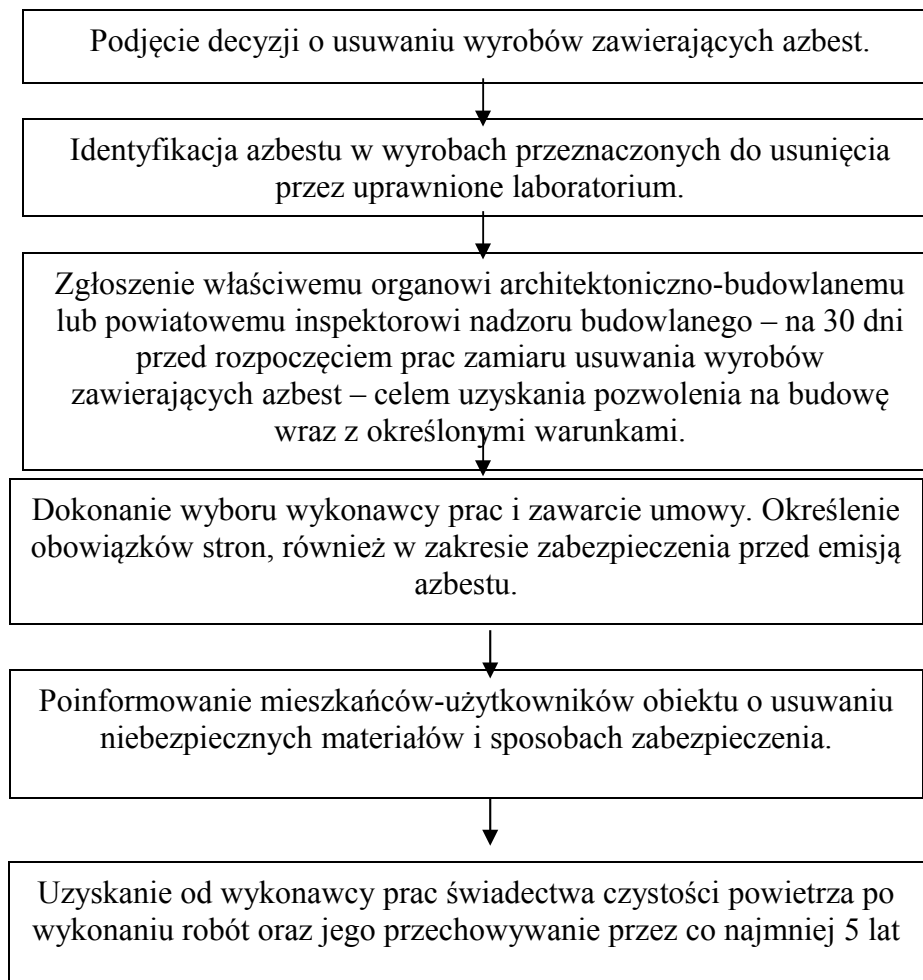 Podjęcie decyzji o usuwaniu wyrobów zawierających azbest.
Identyfikacja azbestu w wyrobach przeznaczonych do usunięcia
przez uprawnione laboratorium.
Zgłoszenie właściwemu organowi architektoniczno-budowlanemu
lub powiatowemu inspektorowi nadzoru budowlanego – na 30 dni
przed rozpoczęciem prac zamiaru usuwania wyrobów
zawierających azbest – celem uzyskania pozwolenia na budowę
wraz z określonymi warunkami.
Dokonanie wyboru wykonawcy prac i zawarcie umowy. Określenie
obowiązków stron, również w zakresie zabezpieczenia przed emisją
azbestu.
Poinformowanie mieszkańców-użytkowników obiektu o usuwaniu
niebezpiecznych materiałów i sposobach zabezpieczenia.
Uzyskanie od wykonawcy prac świadectwa czystości powietrza po
wykonaniu robót oraz jego przechowywanie przez co najmniej 5 lat